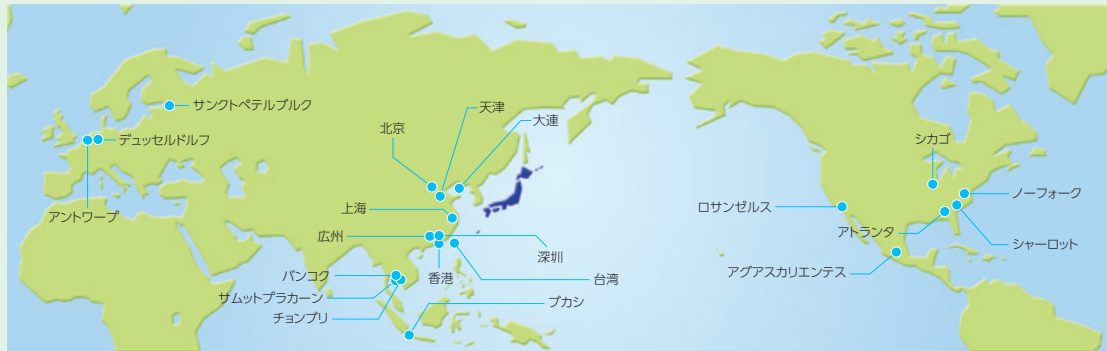 サンクトペテルブルク
デュッセルドルフ
アントワープ
天津
北京
大連
上海
広州
深圳
香港
台湾
バンコク
サムットプラカーン
チョンブリ
ブカシ
シカゴ
ノーフォーク
ロサンゼルス
アトランタ
シャーロット
アグアスカリエンテス